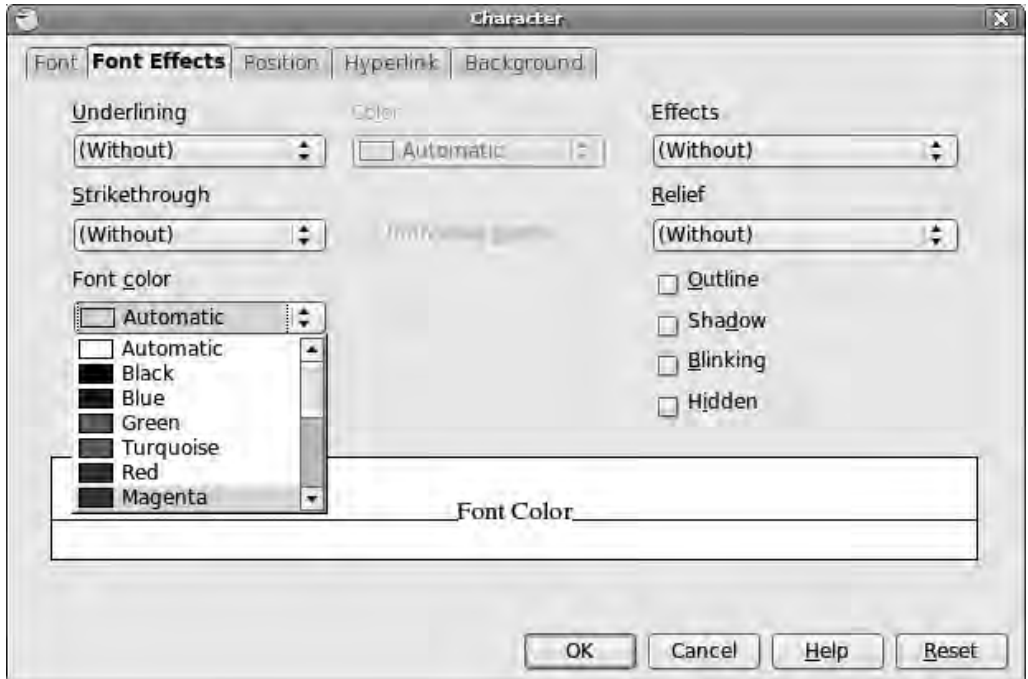 Character
Font Font Effects Position Hyperlink Background
Underlining Color Effects
(Without) Automatic (Without)
Strikethrough Relief
(Without) (Without)
Font color
Automatic
Outline
Shadow
Blinking
Hidden
Automatic
Black
Blue
Green
Turquoise
Red
Magenta
Font Color
OK Cancel Help Reset